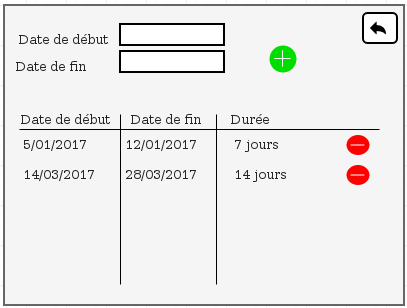 Date de début
Date de fin
Date de début Date de fin Durée
5/01/2017 12/01/2017 7 jours
14/03/2017 28/03/2017 14 jours